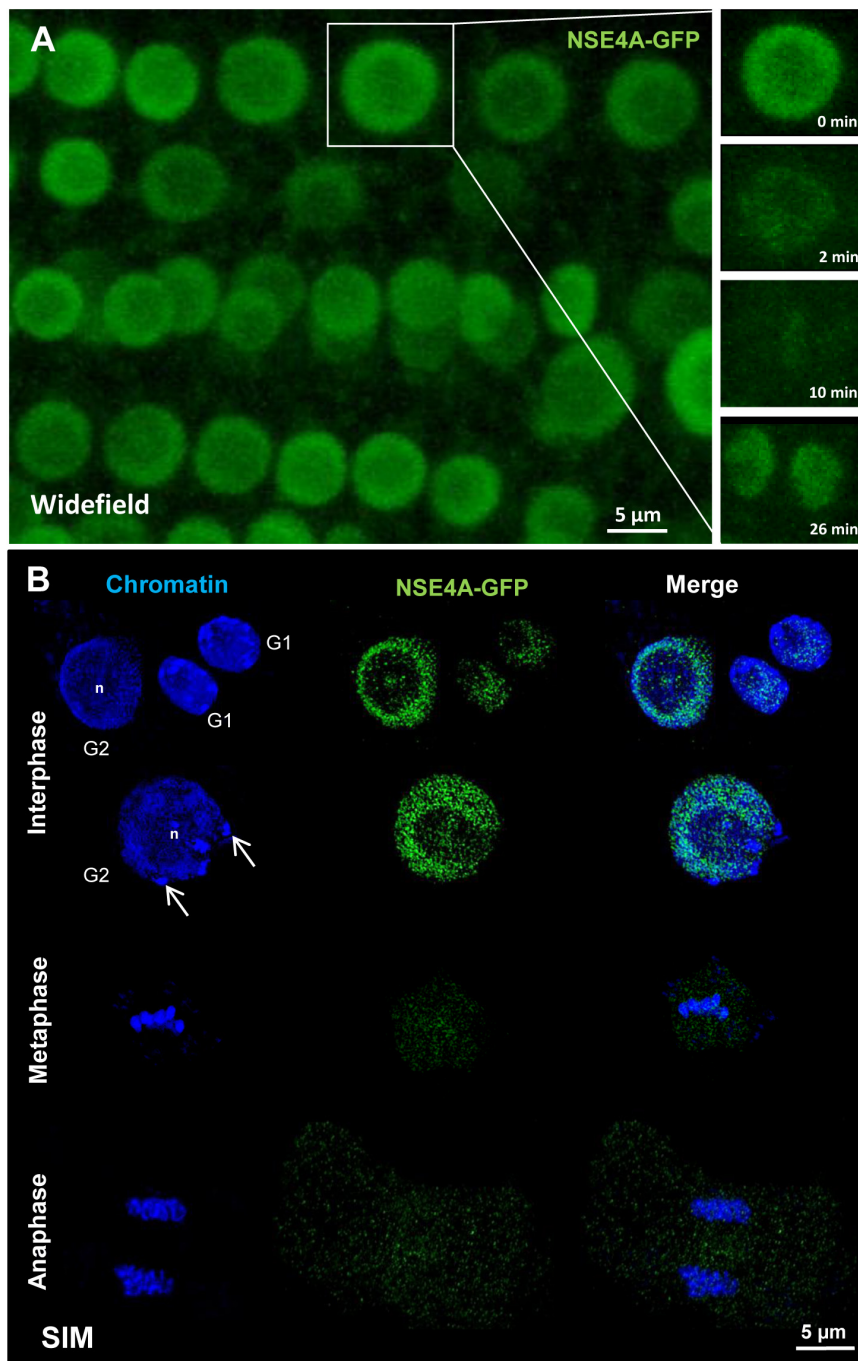 A
NSE4A-GFP
0 min
2 min
10 min
26 min
Widefield
5 µm
B
Chromatin
NSE4A-GFP
Merge
Interphase
G1
n
G1
G2
n
G2
Metaphase
Anaphase
SIM
5 µm